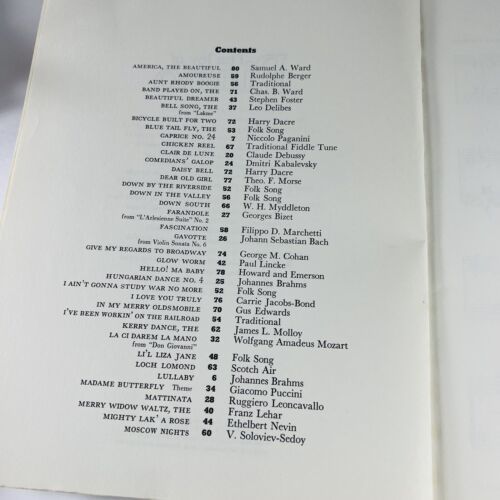 Contents
AMERICA, THE BEAUTIFUL 80 Samuel A. Ward
AMOUREUSE 59 Rudolphe Berger
AUNT RHODY BOOGIE 56 Traditional
BAND PLAYED ON, THE 71 Chas. B. Ward
BEAUTIFUL DREAMER 43 Stephen Foster
BELL SONG, THE 37 Leo Delibes
from "Lakme"
BICYCLE BUILT FOR TWO 72 Harry Dacre
BLUE TAIL FLY, THE 53 Folk Song
CAPRICE NO. 24 7 Niccolo Paganini
CHICKEN REEL 67 Traditional Fiddle Tune
CLAIR DE LUNE 20 Claude Debussy
COMEDIANS' GALOP 24 Dmitri Kabalevsky
DAISY BELL 72 Harry Dacre
DEAR OLD GIRL 77 Theo. F. Morse
DOWN BY THE RIVERSIDE 52 Folk Song
DOWN IN THE VALLEY 56 Folk Song
DOWN SOUTH 66 W. H. Myddleton
FARANDOLE 27 Georges Bizet
from "L'Arlesienne Suite" No. 2
FASCINATION 58 Filippo D. Marchetti
GAVOTTE 26 Johann Sebastian Bach
from Violin Sonata No. 6
GIVE MY REGARDS TO BROADWAY 74 George M. Cohan
GLOW WORM 42 Paul Lincke
HELLO! MA BABY 78 Howard and Emerson
HUNGARIAN DANCE NO. 4 25 Johannes Brahms
I AIN'T GONNA STUDY WAR NO MORE 52 Folk Song
I LOVE YOU TRULY 76 Carrie Jacobs-Bond
IN MY MERRY OLDSMOBILE 70 Gus Edwards
I'VE BEEN WORKIN' ON THE RAILROAD 54 Traditional
KERRY DANCE, THE 62 James L. Molloy
LA CI DAREM LA MANO 32 Wolfgang Amadeus Mozart
from "Don Giovanni"
LI'L LIZA JANE 48 Folk Song
LOCH LOMOND 63 Scotch Air
LULLABY 6 Johannes Brahms
MADAME BUTTERFLY Theme 34 Giacomo Puccini
MATTINATA 28 Ruggiero Leoncavallo
MERRY WIDOW WALTZ, THE 40 Franz Lehar
MIGHTY LAK' A ROSE 44 Ethelbert Nevin
MOSCOW NIGHTS 60 V. Soloviev-Sedoy